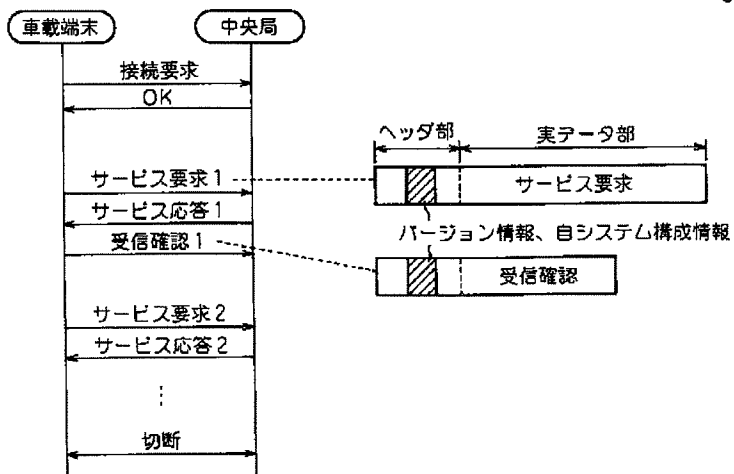 車載端末
中央局
接続要求
OK
ヘッダ部
実データ部
サービス要求1
サービス要求
サービス応答1
バージョン情報、自システム構成情報
受信確認1
受信確認
サービス要求2
サービス応答2
切断